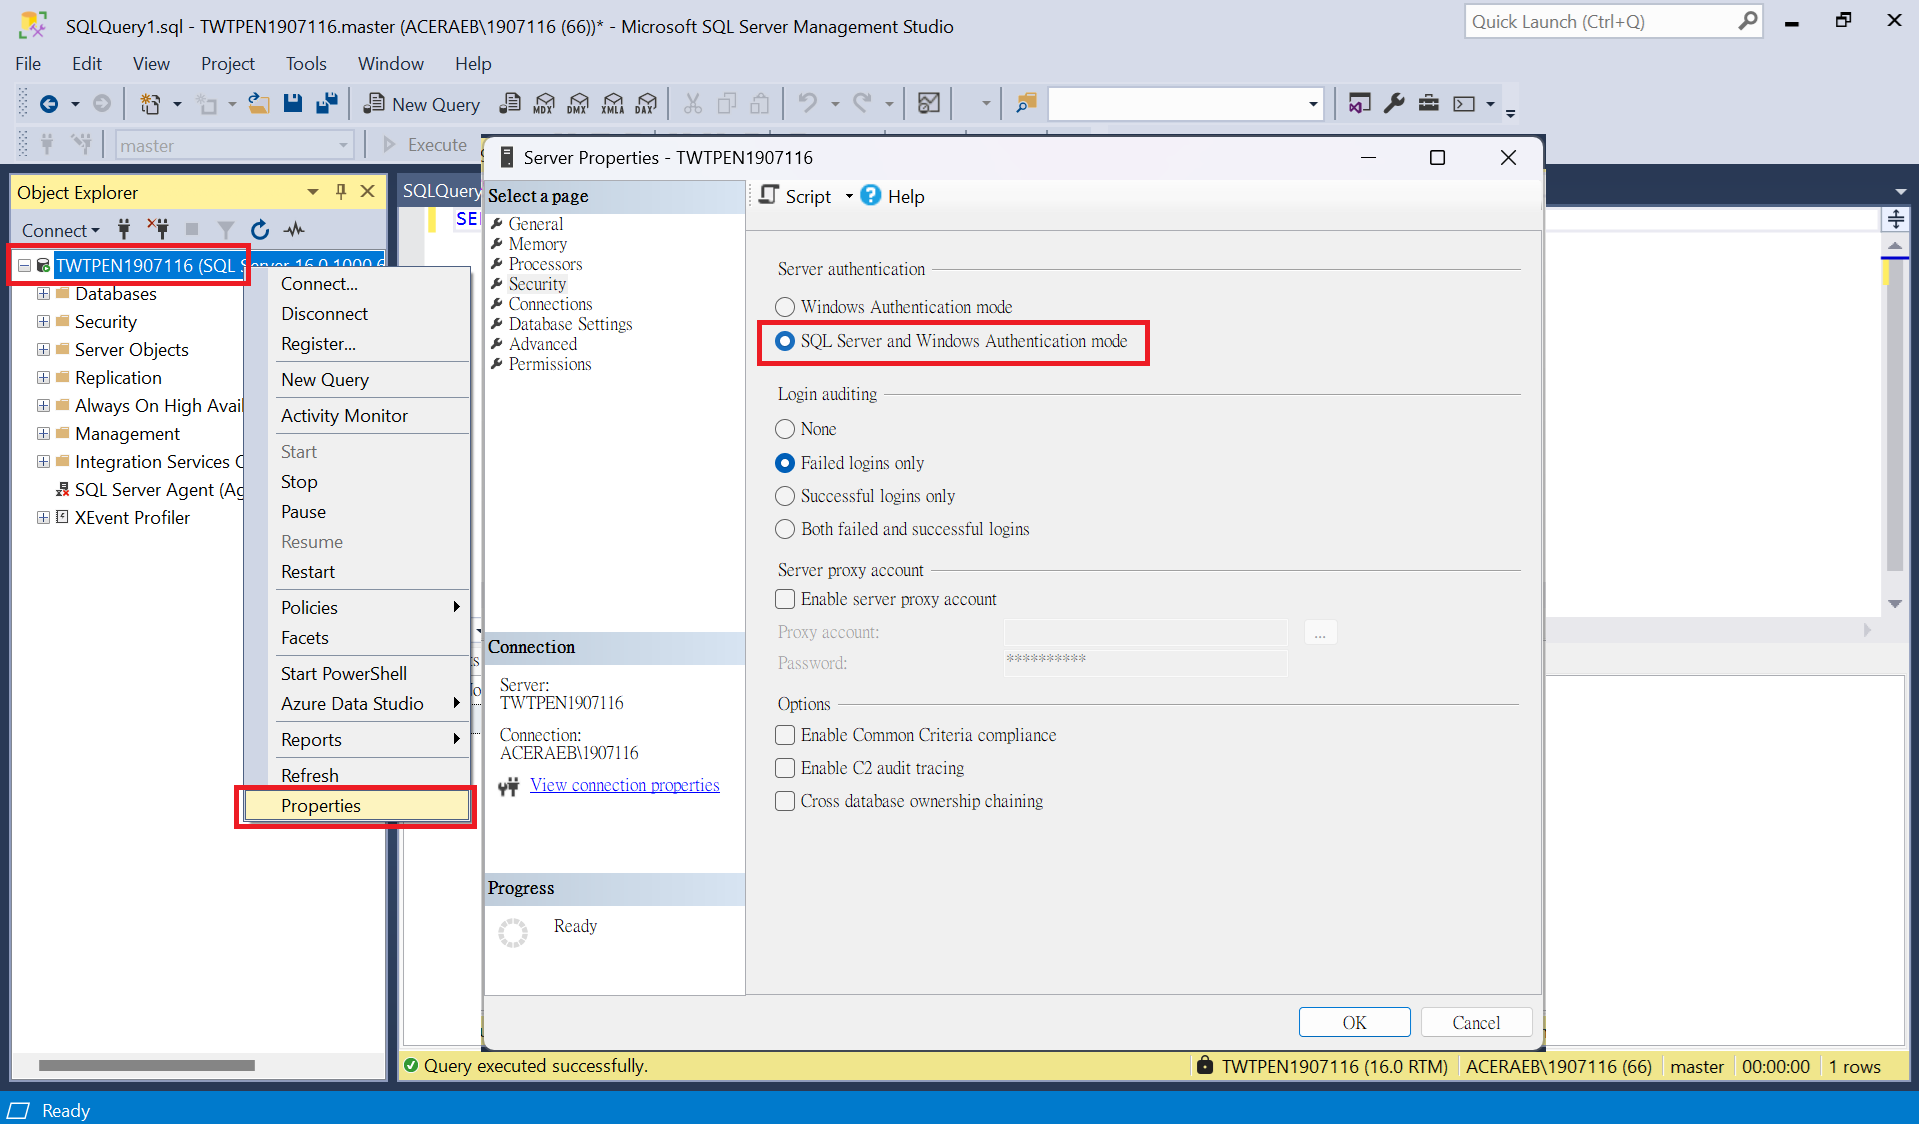 SQLQuery1.sql - TWTPEN1907116.master (ACERAEB\1907116 (66))* - Microsoft SQL Server Management Studio
Quick Launch (Ctrl+Q)
File Edit View Project Tools Window Help
New Query MDX DMX XMLA DAX
master Execute
Object Explorer
Connect
TWTPEN1907116 (SQL Server 16.0.1000.6
Databases
Security
Server Objects
Replication
Always On High Avail
Management
Integration Services C
SQL Server Agent (Ag
XEvent Profiler
Connect...
Disconnect
Register...
New Query
Activity Monitor
Start
Stop
Pause
Resume
Restart
Policies
Facets
Start PowerShell
Azure Data Studio
Reports
Refresh
Properties
SQLQuery
SE
Server Properties - TWTPEN1907116
Select a page
General
Memory
Processors
Security
Connections
Database Settings
Advanced
Permissions
Connection
Server:
TWTPEN1907116
Connection:
ACERAEB\1907116
View connection properties
Progress
Ready
Script Help
Server authentication
Windows Authentication mode
SQL Server and Windows Authentication mode
Login auditing
None
Failed logins only
Successful logins only
Both failed and successful logins
Server proxy account
Enable server proxy account
Proxy account: ...
Password: **********
Options
Enable Common Criteria compliance
Enable C2 audit tracing
Cross database ownership chaining
OK Cancel
Query executed successfully. TWTPEN1907116 (16.0 RTM) ACERAEB\1907116 (66) master 00:00:00 1 rows
Ready